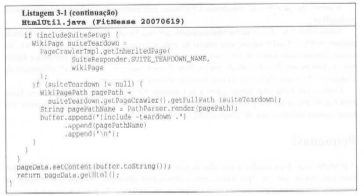 Listagem 3-1 (continuação)
HtmlUtil.java (FitNesse 20070619)
if (includeSuiteSetup) {
WikiPage suiteTeardown =
PageCrawlerImpl.getInheritedPage(
SuiteResponder.SUITE_TEARDOWN_NAME,
wikiPage
);
if (suiteTeardown != null) {
WikiPagePath pagePath =
suiteTeardown.getPageCrawler().getFullPath (suiteTeardown);
String pagePathName = PathParser.render(pagePath);
buffer.append("!include -teardown .")
.append(pagePathName)
.append("\n");
}
}
}
pageData.setContent(buffer.toString());
return pageData.getHtml();
}